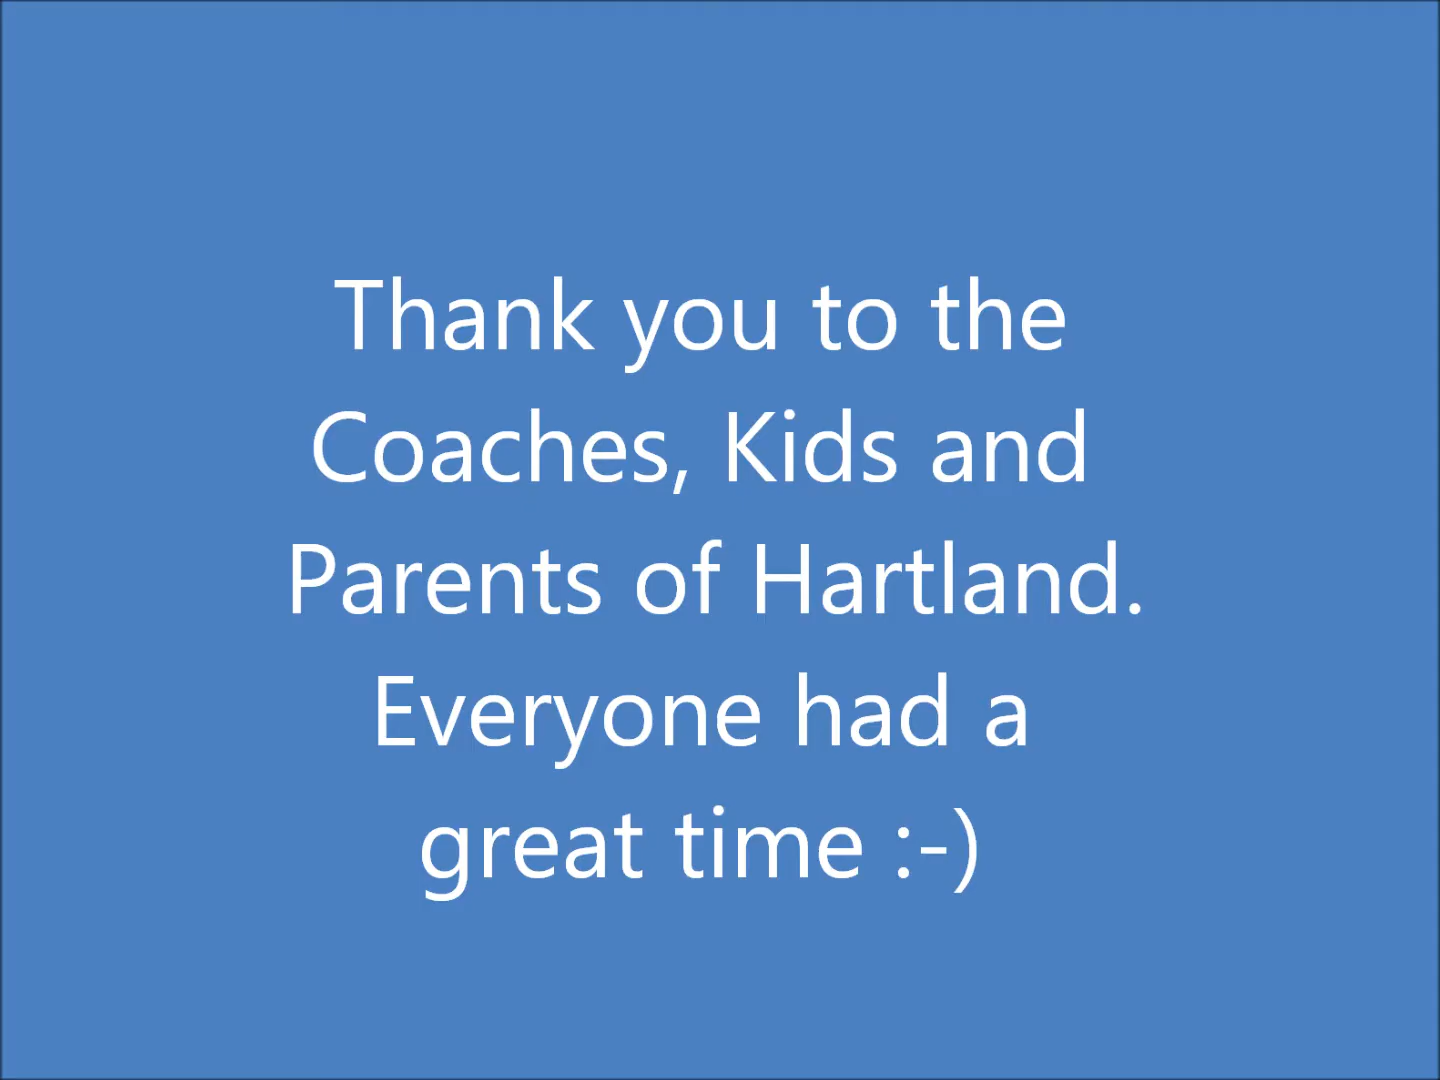 Thank you to the
Coaches, Kids and
Parents of Hartland.
Everyone had a
great time :-)